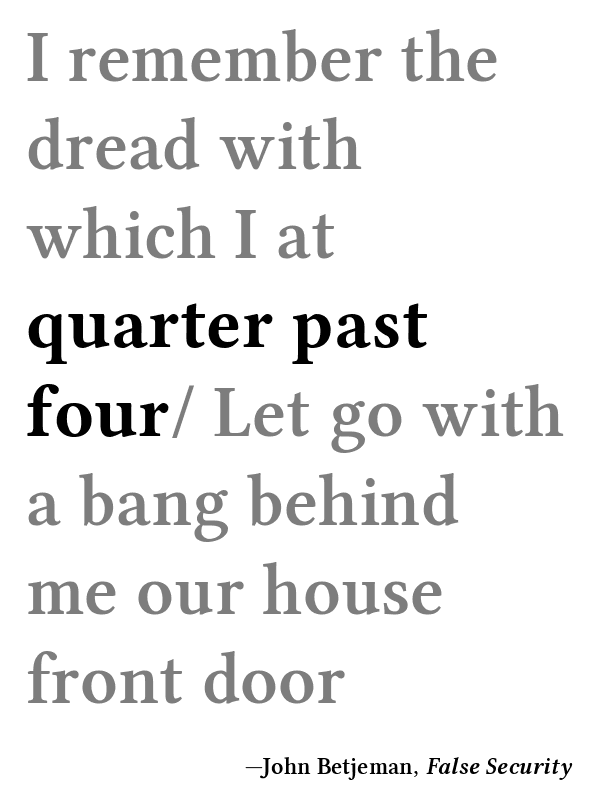 I remember the
dread with
which I at
quarter past
four/ Let go with
a bang behind
me our house
front door
—John Betjeman, False Security